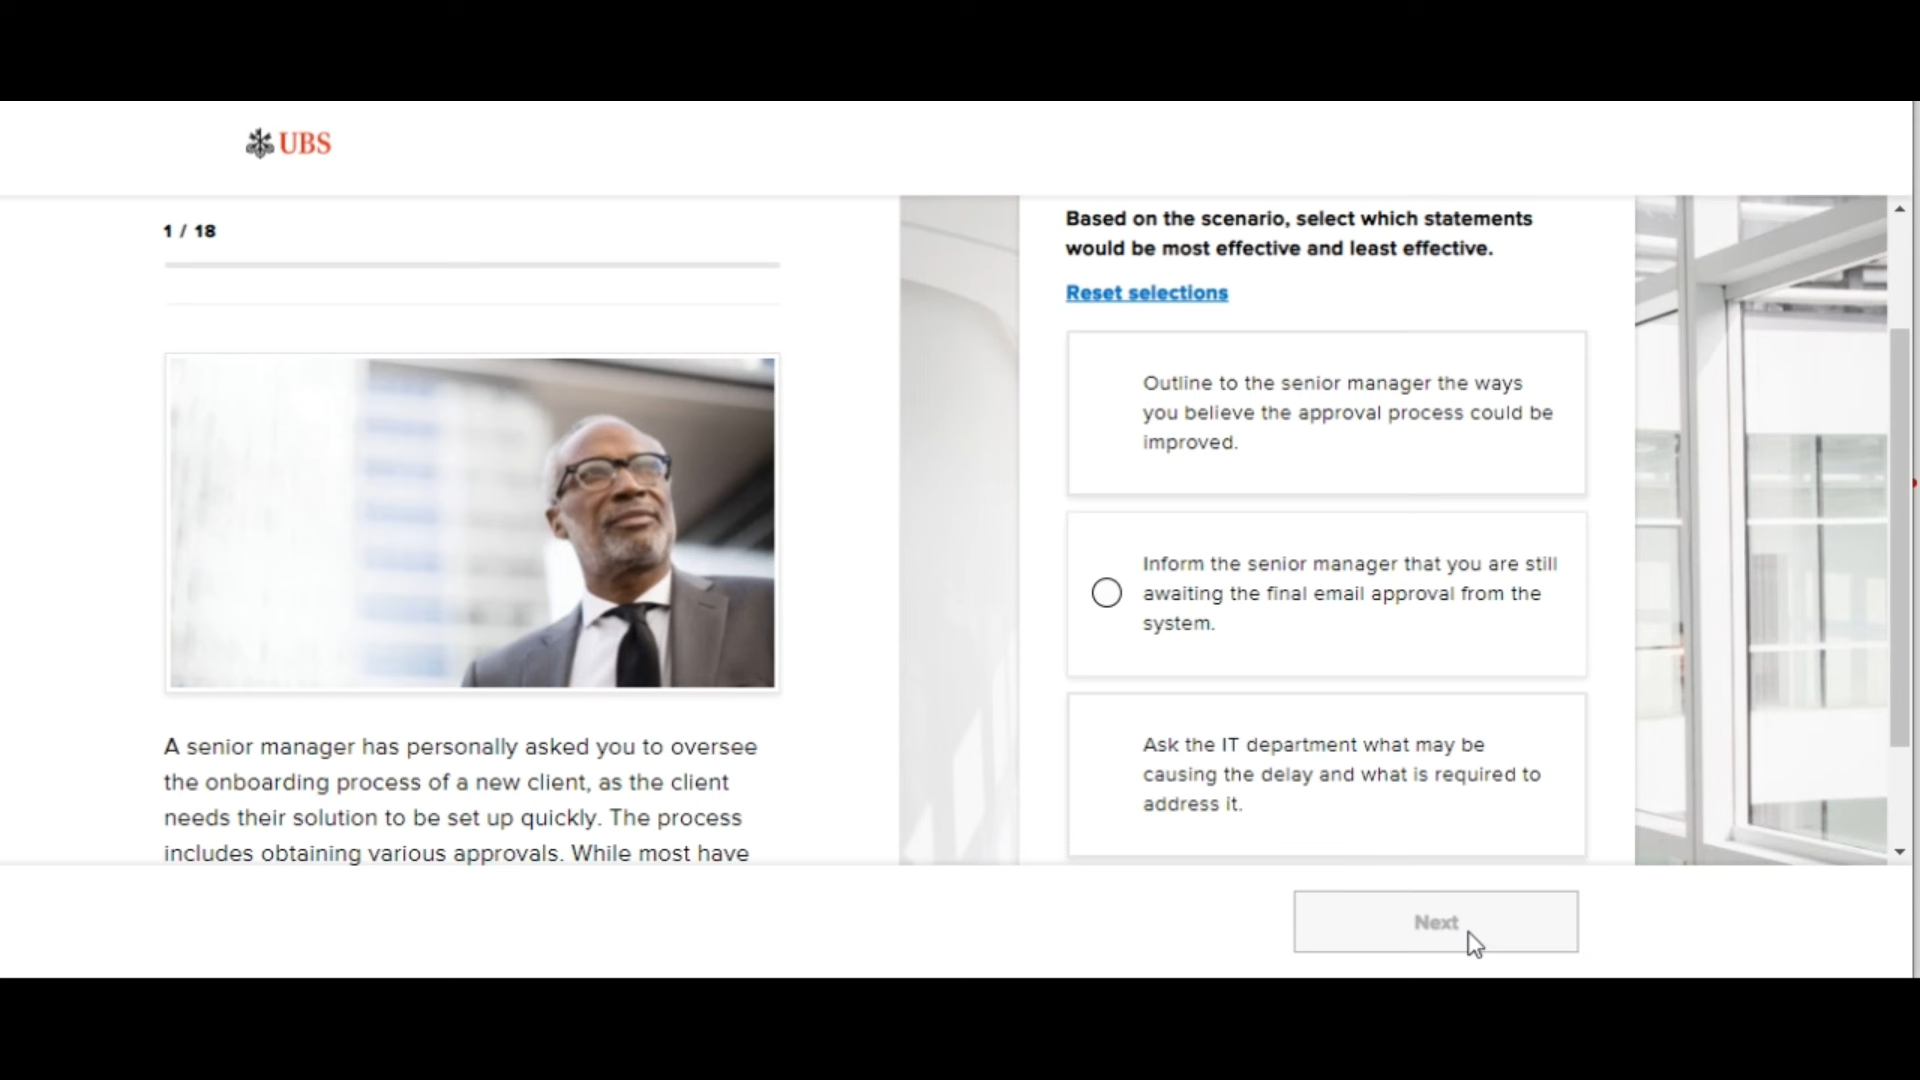 UBS
1 / 18
A senior manager has personally asked you to oversee
the onboarding process of a new client, as the client
needs their solution to be set up quickly. The process
includes obtaining various approvals. While most have
Based on the scenario, select which statements
would be most effective and least effective.
Reset selections
Outline to the senior manager the ways
you believe the approval process could be
improved.
Inform the senior manager that you are still
awaiting the final email approval from the
system.
Ask the IT department what may be
causing the delay and what is required to
address it.
Next